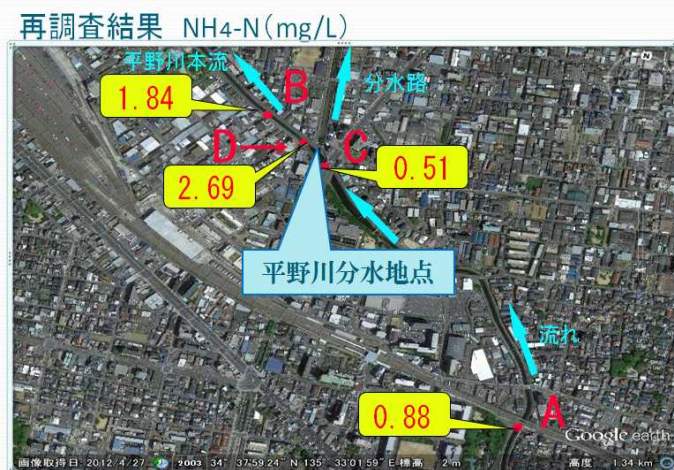 再調査結果 NH4-N(mg/L)
平野川本流
分水路
B
1.84
D
C
2.69
0.51
平野川分水地点
流れ
A
0.88
Google earth
画像取得日: 2012/4/27 2003 34°37'59.24" N 135°33'01.59" E 標高 2 m 高度 1.34 km